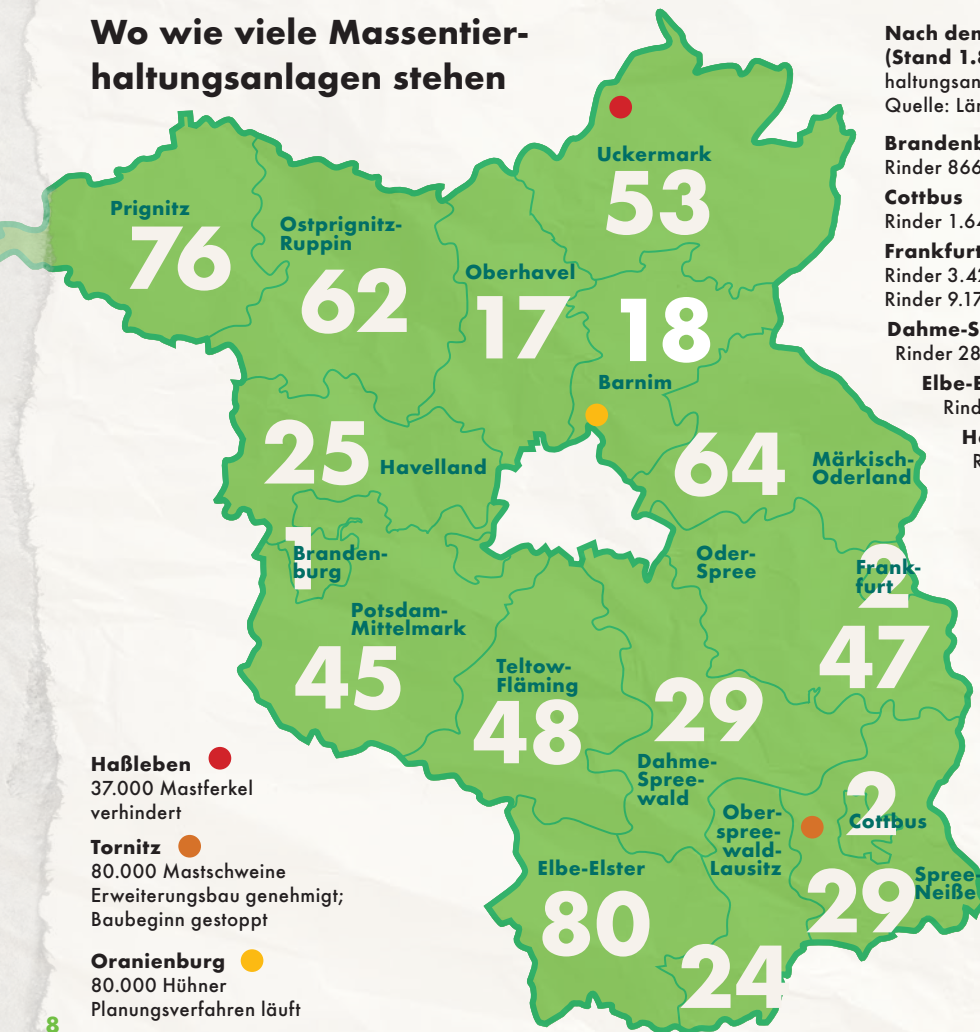 Wo wie viele Massentier-
haltungsanlagen stehen
Uckermark
53
Prignitz
76
Ostprignitz-
Ruppin
62
Oberhavel
17
18
Barnim
25
Havelland
64
Märkisch-
Oderland
1
Branden-
burg
Oder-
Spree
2
Frank-
furt
47
Potsdam-
Mittelmark
45
Teltow-
Fläming
48
29
Dahme-
Spree-
wald
Ober-
spree-
wald-
Lausitz
2
Cottbus
Spree-
Neiße
29
Elbe-Elster
80
24
Haßleben
37.000 Mastferkel
verhindert
Tornitz
80.000 Mastschweine
Erweiterungsbau genehmigt;
Baubeginn gestoppt
Oranienburg
80.000 Hühner
Planungsverfahren läuft
8
Nach den
(Stand 1.8
haltungsan
Quelle: Län
Brandenb
Rinder 866
Cottbus
Rinder 1.64
Frankfurt
Rinder 3.42
Rinder 9.17
Dahme-S
Rinder 28
Elbe-E
Rind